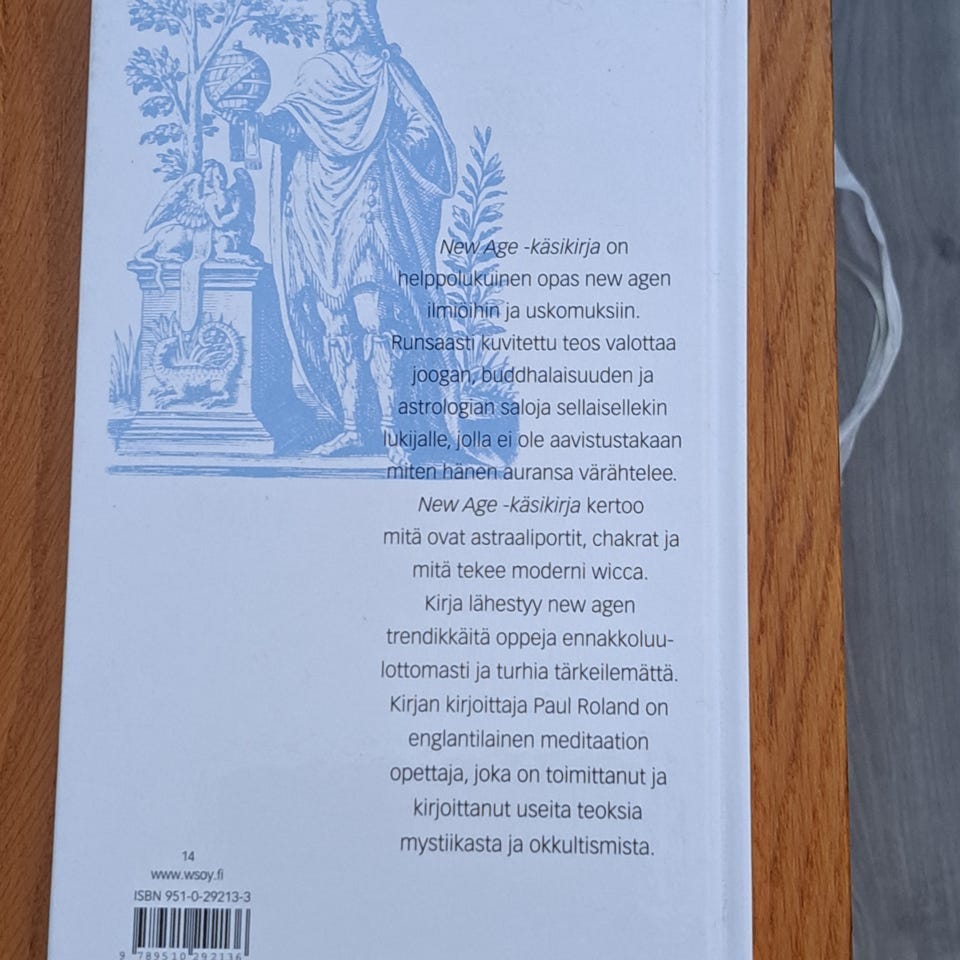 New Age -käsikirja on
helppolukuinen opas new agen
ilmiöihin ja uskomuksiin.
Runsaasti kuvitettu teos valottaa
joogan, buddhalaisuuden ja
astrologian saloja sellaisellekin
lukijalle, jolla ei ole aavistustakaan
miten hänen auransa värähtelee.
New Age -käsikirja kertoo
mitä ovat astraaliportit, chakrat ja
mitä tekee moderni wicca.
Kirja lähestyy new agen
trendikkäitä oppeja ennakkoluu-
lottomasti ja turhia tärkeilemättä.
Kirjan kirjoittaja Paul Roland on
englantilainen meditaation
opettaja, joka on toimittanut ja
kirjoittanut useita teoksia
mystiikasta ja okkultismista.
14
www.wsoy.fi
ISBN 951-0-29213-3
9 789510 292136